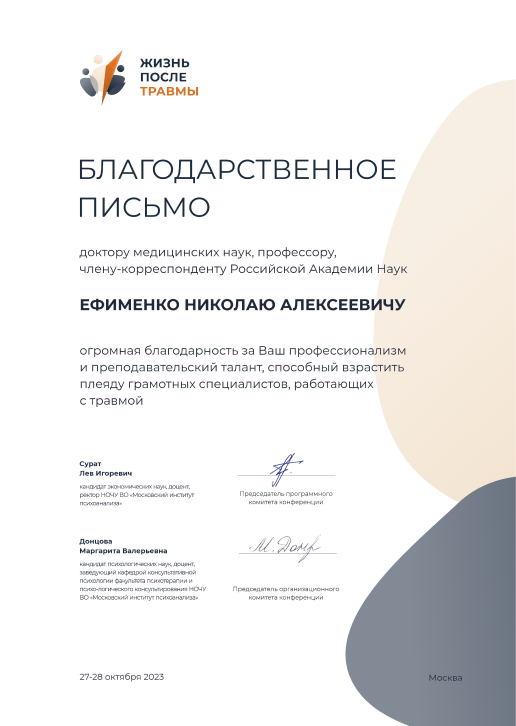 ЖИЗНЬ
ПОСЛЕ
ТРАВМЫ
БЛАГОДАРСТВЕННОЕ
ПИСЬМО
доктору медицинских наук, профессору,
члену-корреспонденту Российской Академии Наук
ЕФИМЕНКО НИКОЛАЮ АЛЕКСЕЕВИЧУ
огромная благодарность за Ваш профессионализм
и преподавательский талант, способный взрастить
плеяду грамотных специалистов, работающих
с травмой
Сурат
Лев Игоревич
кандидат экономических наук, доцент,
ректор НОЧУ ВО «Московский институт
психоанализа»
Председатель программного
комитета конференции
Донцова
Маргарита Валерьевна
кандидат психологических наук, доцент,
заведующий кафедрой консультативной
психологии факультета психотерапии и
психо-логического консультирования НОЧУ
ВО «Московский институт психоанализа»
Председатель организационного
комитета конференции
27-28 октября 2023
Москва